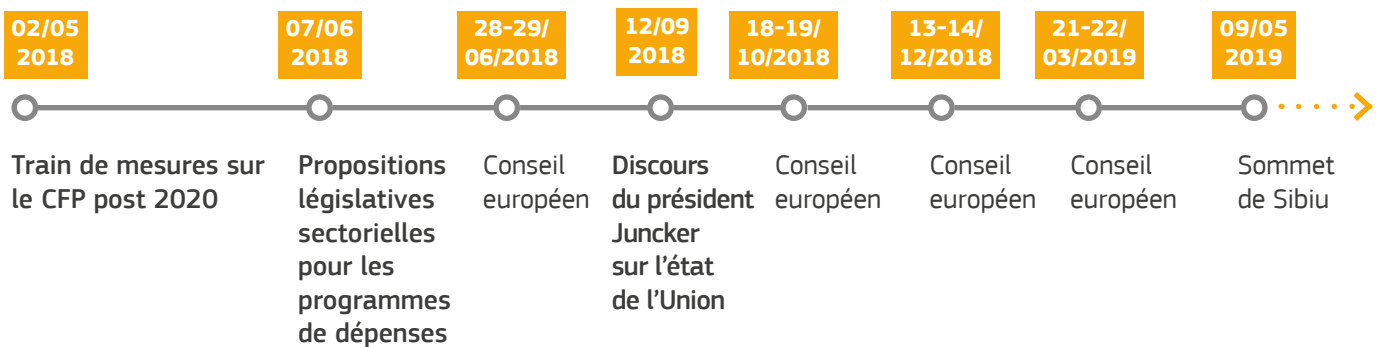 02/05
2018
Train de mesures sur
le CFP post 2020
07/06
2018
Propositions
législatives
sectorielles
pour les
programmes
de dépenses
28-29/
06/2018
Conseil
européen
12/09
2018
Discours
du président
Juncker
sur l'état
de l'Union
18-19/
10/2018
Conseil
européen
13-14/
12/2018
Conseil
européen
21-22/
03/2019
Conseil
européen
09/05
2019
Sommet
de Sibiu